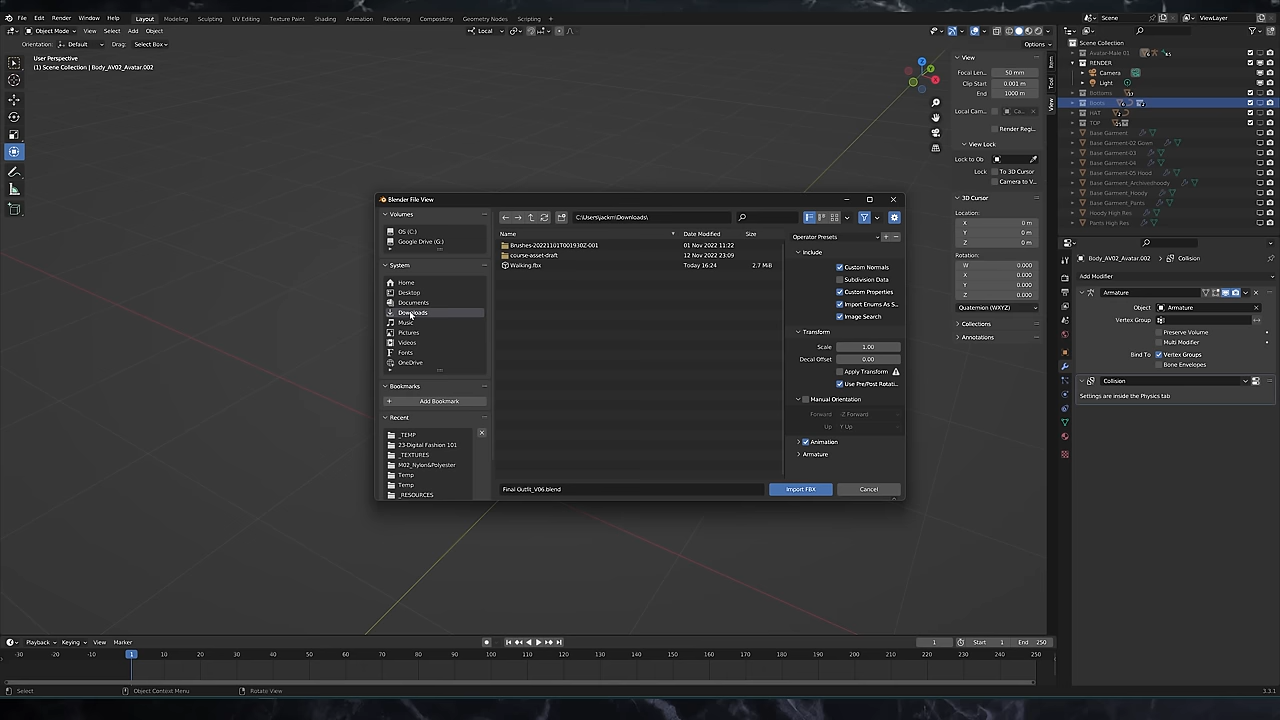 File Edit Render Window Help Layout Modeling Sculpting UV Editing Texture Paint Shading Animation Rendering Compositing Geometry Nodes Scripting + Scene ViewLayer
Object Mode View Select Add Object Local
Orientation: Default Drag: Select Box Options
User Perspective
(1) Scene Collection | Body_AV02_Avatar.002
X
Y
Z
View
Focal Len... 50 mm
Clip Start 0.001 m
End 1000 m
Local Cam...
Render Regi...
View Lock
Lock to Ob
Lock To 3D Cursor
Camera to V...
3D Cursor
Location:
X 0 m
Y 0 m
Z 0 m
Rotation:
W 0.000
X 0.000
Y 0.000
Z 0.000
Quaternion (WXYZ)
Collections
Annotations
Item
Tool
View
Scene Collection
Avatar-Male 01
RENDER
Camera
Light
Bottoms
Boots
HAT
TOP
Base Garment
Base Garment-02 Gown
Base Garment-03
Base Garment-04
Base Garment-05 Hood
Base Garment_Archiveshoody
Base Garment_Hoody
Base Garment_Pants
Hoody High Res
Pants High Res
Body_AV02_Avatar.002 > Collision
Add Modifier
Armature
Object Armature
Vertex Group
Preserve Volume
Multi Modifier
Bind To Vertex Groups
Bone Envelopes
Collision
Settings are inside the Physics tab
Blender File View
Volumes
OS (C:)
Google Drive (G:)
System
Home
Desktop
Documents
Downloads
Music
Pictures
Videos
Fonts
OneDrive
Bookmarks
+ Add Bookmark
Recent
_TEMP
23-Digital Fashion 101
_TEXTURES
M02_Nylon&Polyester
Temp
Temp
_RESOURCES
C:\Users\jackm\Downloads\
Name Date Modified Size
Brushes-20221101T001930Z-001 01 Nov 2022 11:22
course-asset-draft 12 Nov 2022 23:09
Walking.fbx Today 16:24 2.7 MiB
Operator Presets
Include
Custom Normals
Subdivision Data
Custom Properties
Import Enums As S...
Image Search
Transform
Scale 1.00
Decal Offset 0.00
Apply Transform
Use Pre/Post Rotati...
Manual Orientation
Forward -Z Forward
Up Y Up
Animation
Armature
Final Outfit_V06.blend Import FBX Cancel
Playback Keying View Marker 1 Start 1 End 250
-30 -20 -10 1 10 20 30 40 50 60 70 80 90 100 110 120 130 140 150 160 170 180 190 200 210 220 230 240 250
Select Object Context Menu Rotate View 3.3.1